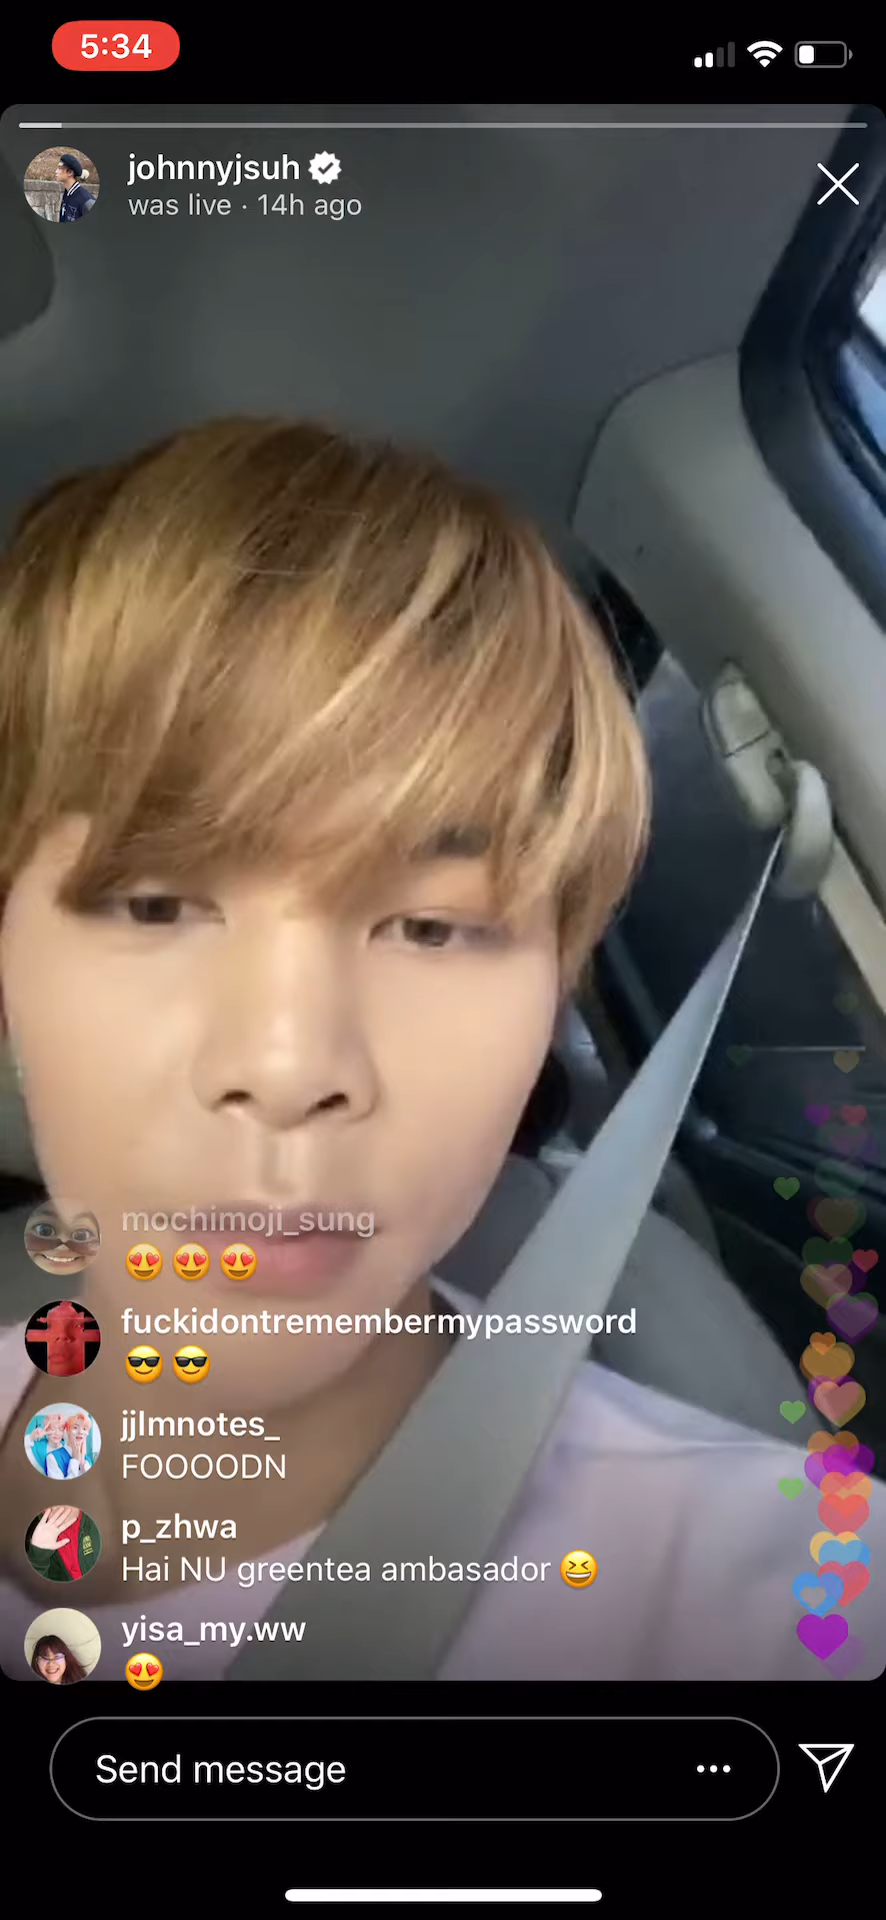 5:34
johnnyjsuh
was live · 14h ago
mochimoji_sung
😍 😍 😍
fuckidontremembermypassword
😎 😎
jjlmnotes_
FOOOODN
p_zhwa
Hai NU greentea ambasador 😆
yisa_my.ww
😍
Send message